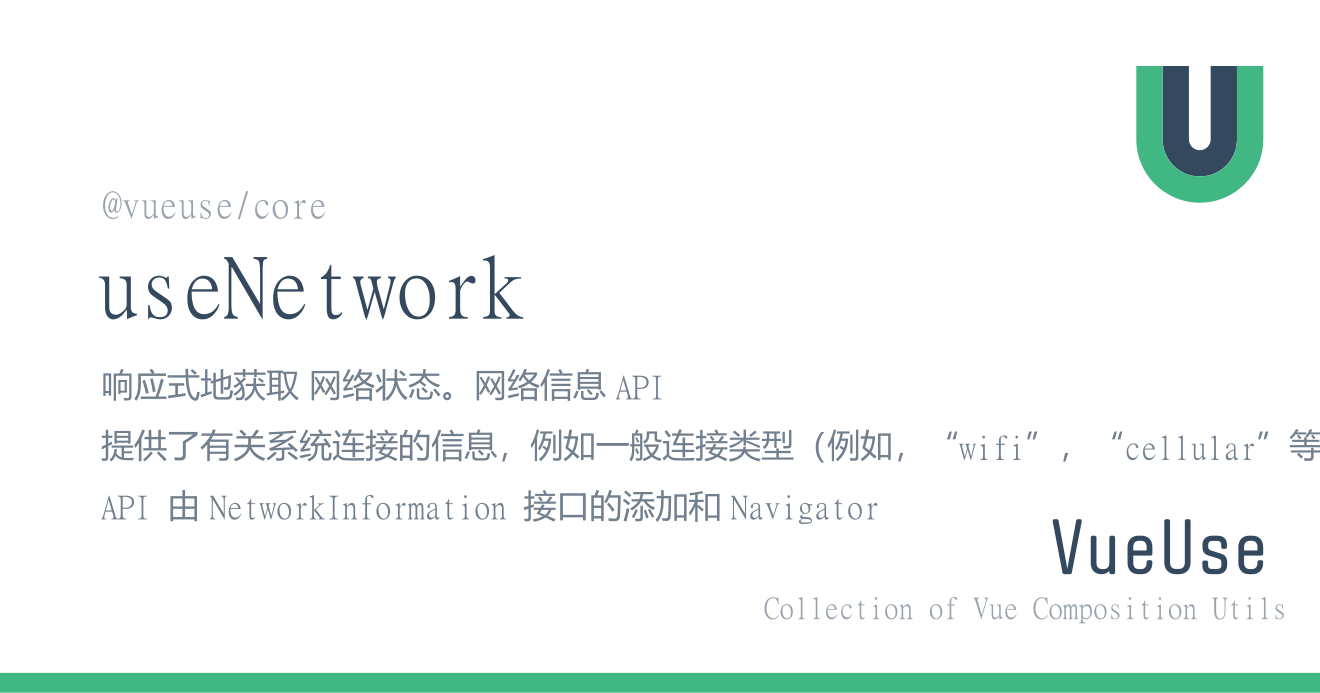 @vueuse/core
useNetwork
响应式地获取 网络状态。网络信息 API
提供了有关系统连接的信息，例如一般连接类型（例如， “wifi” ， “cellular” 等
API 由 NetworkInformation 接口的添加和 Navigator
VueUse
Collection of Vue Composition Utils